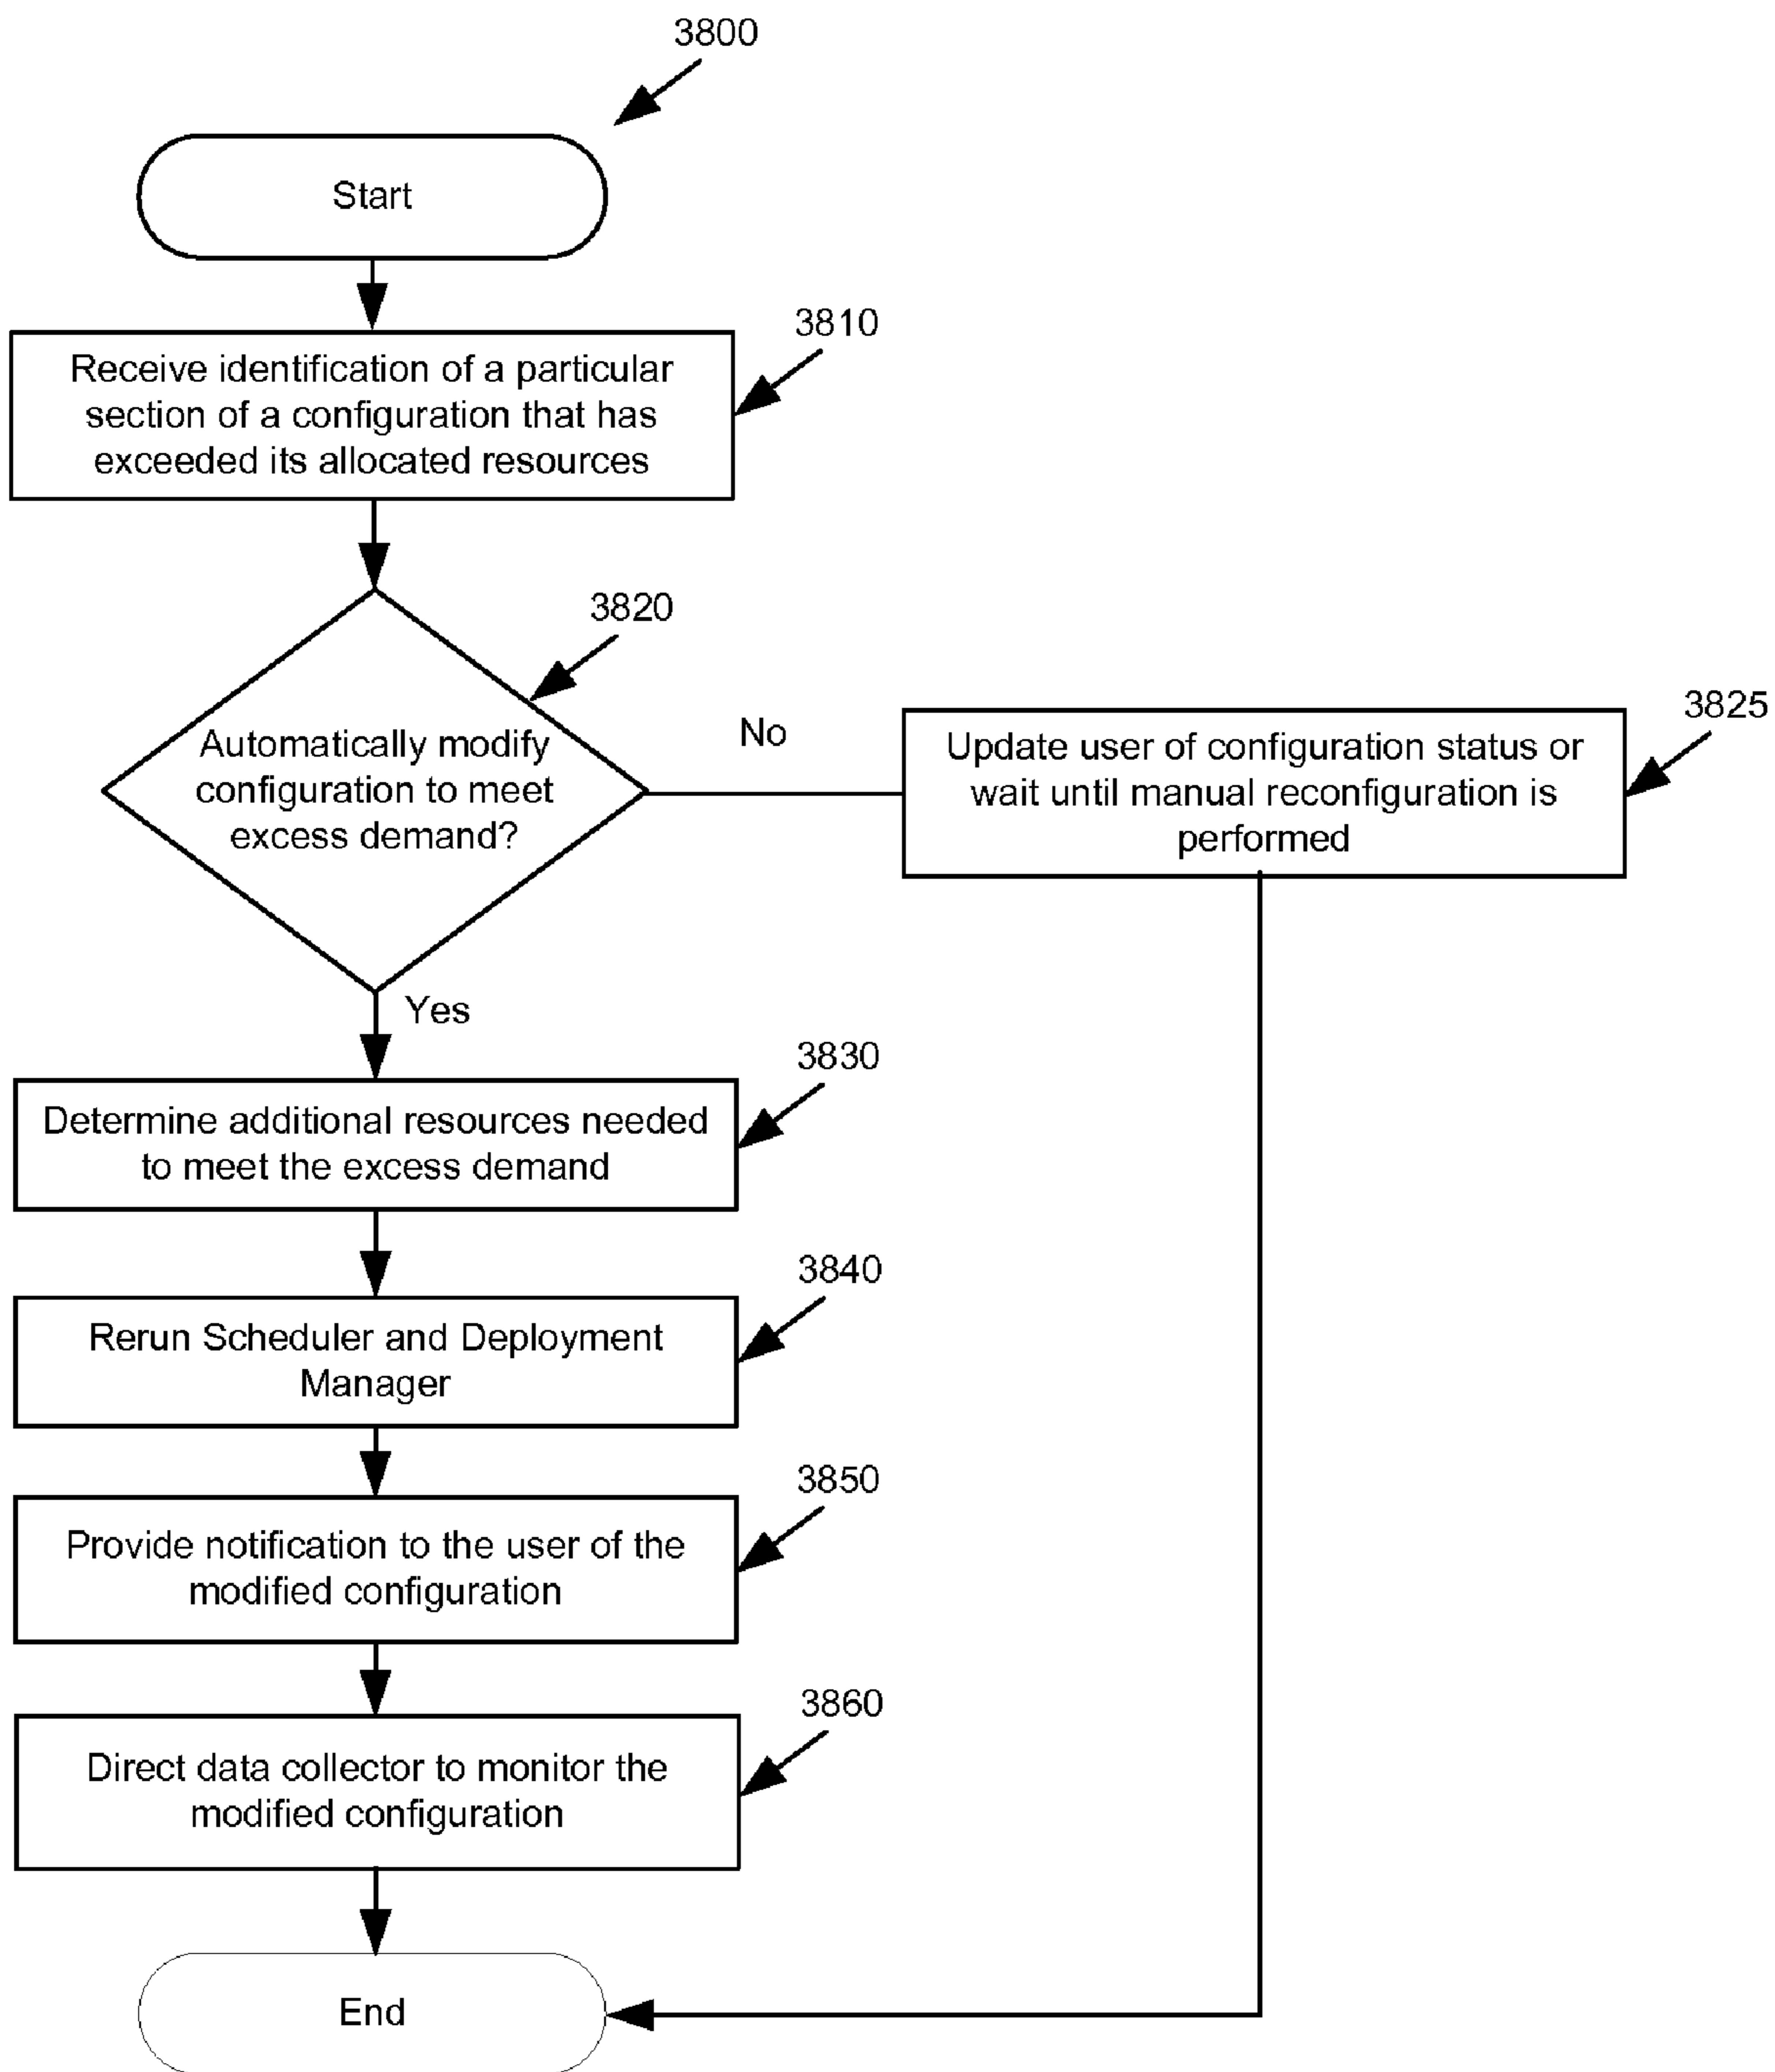 3800
Start
3810
Receive identification of a particular
section of a configuration that has
exceeded its allocated resources
3820
Automatically modify
configuration to meet
excess demand?
No
3825
Update user of configuration status or
wait until manual reconfiguration is
performed
Yes
3830
Determine additional resources needed
to meet the excess demand
3840
Rerun Scheduler and Deployment
Manager
3850
Provide notification to the user of the
modified configuration
3860
Direct data collector to monitor the
modified configuration
End